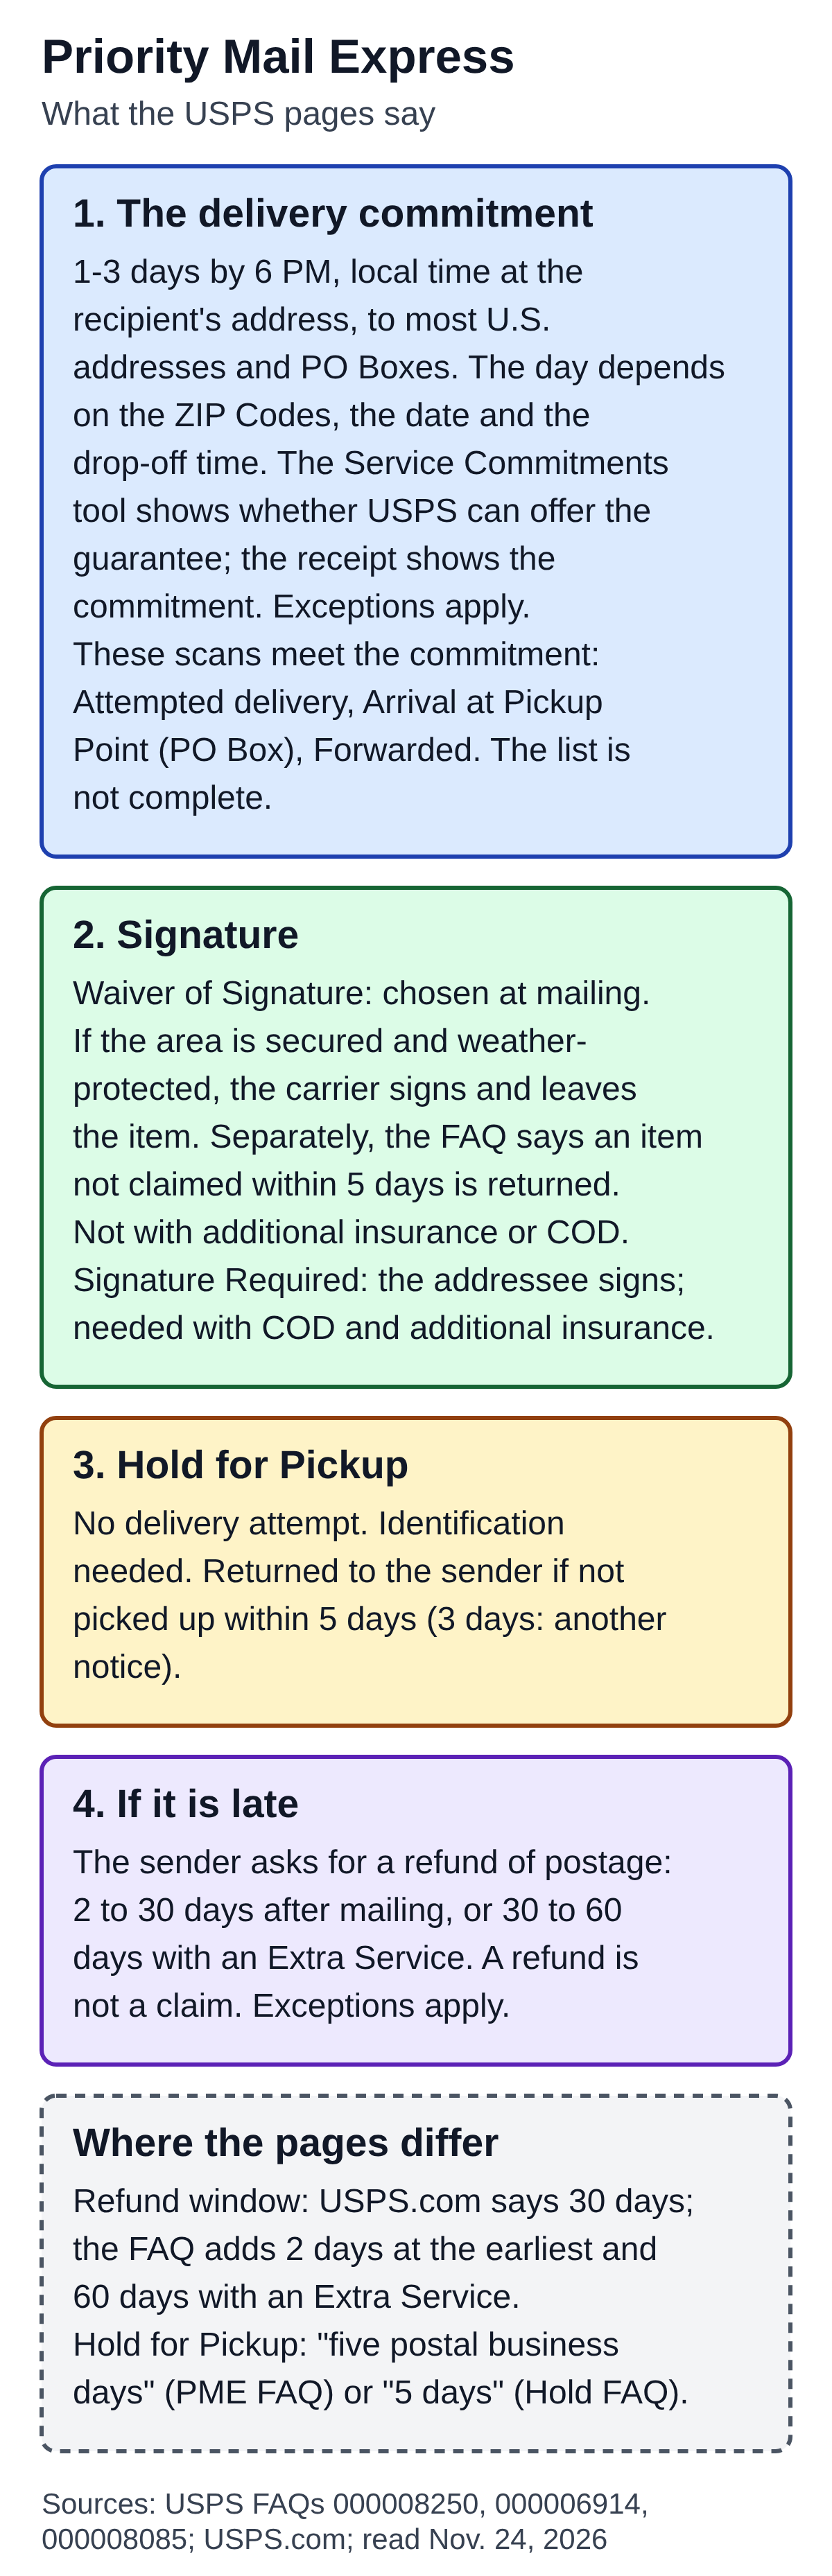 Priority Mail Express
What the USPS pages say
1. The delivery commitment
1-3 days by 6 PM, local time at the
recipient's address, to most U.S.
addresses and PO Boxes. The day depends
on the ZIP Codes, the date and the
drop-off time. The Service Commitments
tool shows whether USPS can offer the
guarantee; the receipt shows the
commitment. Exceptions apply.
These scans meet the commitment:
Attempted delivery, Arrival at Pickup
Point (PO Box), Forwarded. The list is
not complete.
2. Signature
Waiver of Signature: chosen at mailing.
If the area is secured and weather-
protected, the carrier signs and leaves
the item. Separately, the FAQ says an item
not claimed within 5 days is returned.
Not with additional insurance or COD.
Signature Required: the addressee signs;
needed with COD and additional insurance.
3. Hold for Pickup
No delivery attempt. Identification
needed. Returned to the sender if not
picked up within 5 days (3 days: another
notice).
4. If it is late
The sender asks for a refund of postage:
2 to 30 days after mailing, or 30 to 60
days with an Extra Service. A refund is
not a claim. Exceptions apply.
Where the pages differ
Refund window: USPS.com says 30 days;
the FAQ adds 2 days at the earliest and
60 days with an Extra Service.
Hold for Pickup: "five postal business
days" (PME FAQ) or "5 days" (Hold FAQ).
Sources: USPS FAQs 000008250, 000006914,
000008085; USPS.com; read Nov. 24, 2026